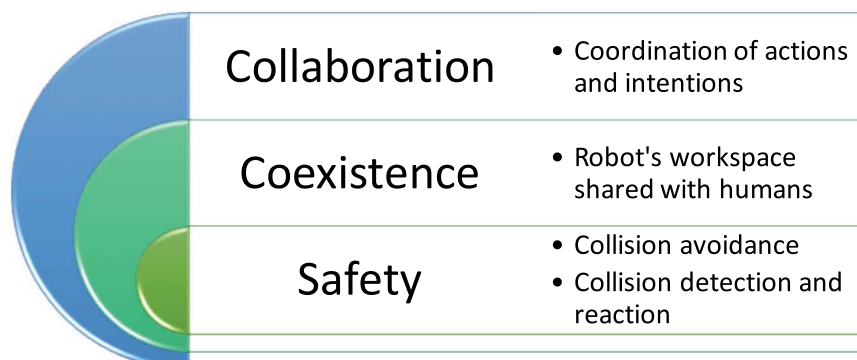 Collaboration
• Coordination of actions
and intentions
Coexistence
• Robot's workspace
shared with humans
Safety
• Collision avoidance
• Collision detection and
reaction